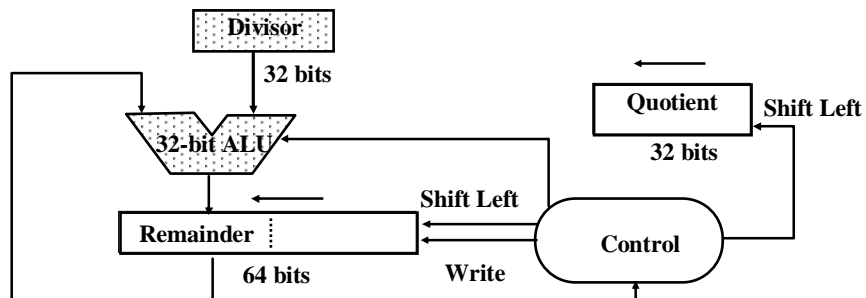 Divisor
32 bits
Quotient
Shift Left
32-bit ALU
32 bits
Shift Left
Remainder
Control
64 bits
Write